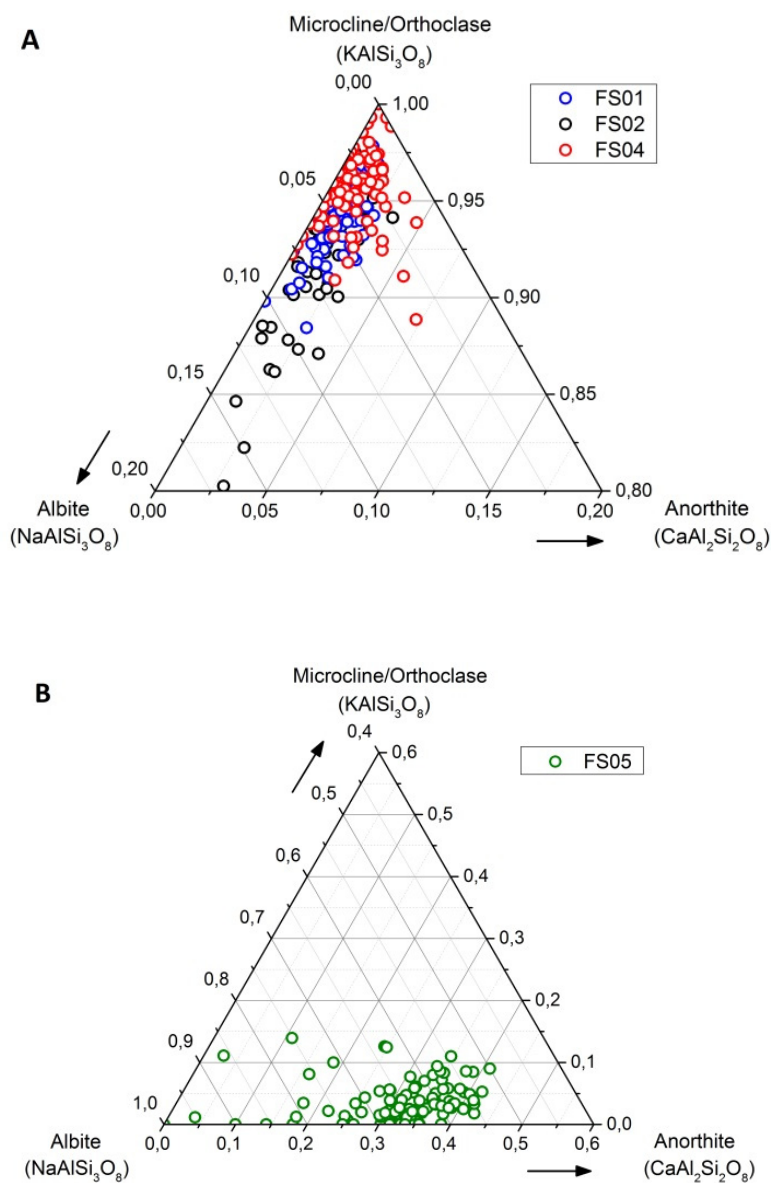 A
Microcline/Orthoclase
(KAlSi₃O₈)
0,00
1,00
FS01
FS02
FS04
0,05
0,95
0,10
0,90
0,15
0,85
0,20
0,80
0,00 0,05 0,10 0,15 0,20
Albite
(NaAlSi₃O₈)
Anorthite
(CaAl₂Si₂O₈)
B
Microcline/Orthoclase
(KAlSi₃O₈)
0,4
0,6
FS05
0,5
0,5
0,6
0,4
0,7
0,3
0,8
0,2
0,9
0,1
1,0
0,0
0,0 0,1 0,2 0,3 0,4 0,5 0,6
Albite
(NaAlSi₃O₈)
Anorthite
(CaAl₂Si₂O₈)